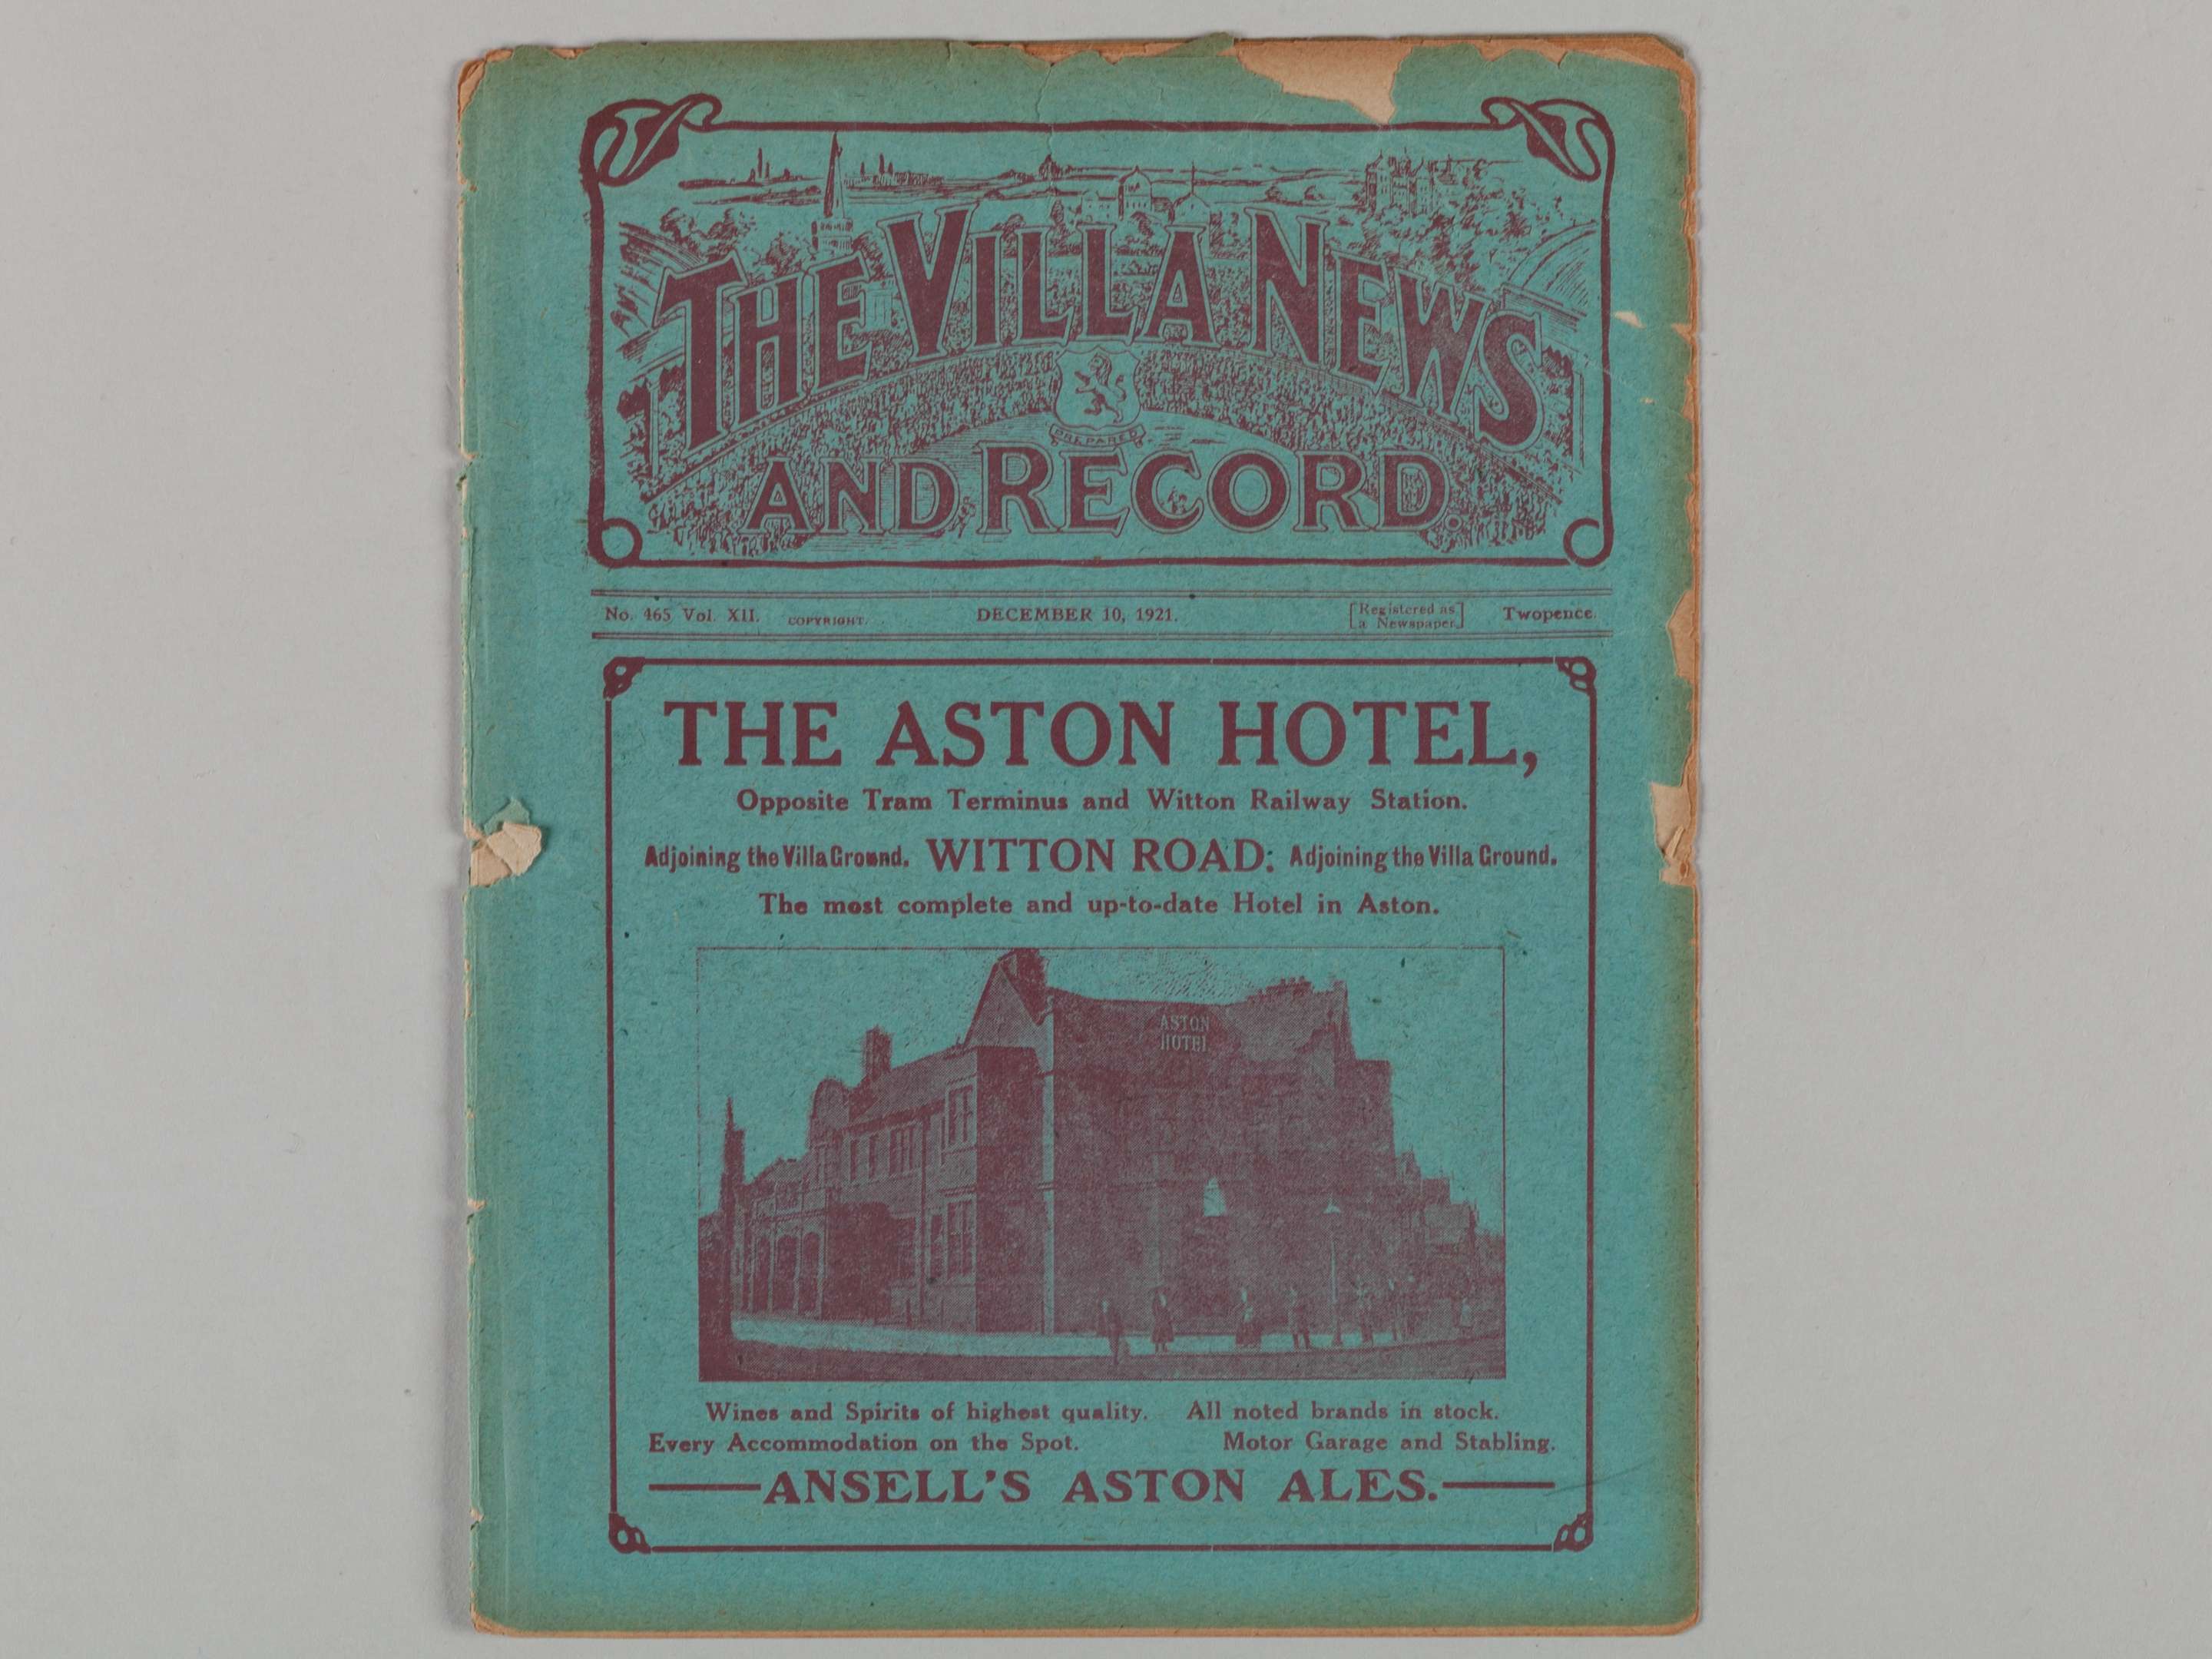 THE VILLA NEWS
PREPARED
AND RECORD.
No. 465 Vol. XII. COPYRIGHT. DECEMBER 10, 1921. [Registered as a Newspaper.] Twopence.
THE ASTON HOTEL,
Opposite Tram Terminus and Witton Railway Station.
Adjoining the Villa Ground. WITTON ROAD: Adjoining the Villa Ground.
The most complete and up-to-date Hotel in Aston.
ASTON
HOTEL
Wines and Spirits of highest quality. All noted brands in stock.
Every Accommodation on the Spot. Motor Garage and Stabling.
ANSELL'S ASTON ALES.